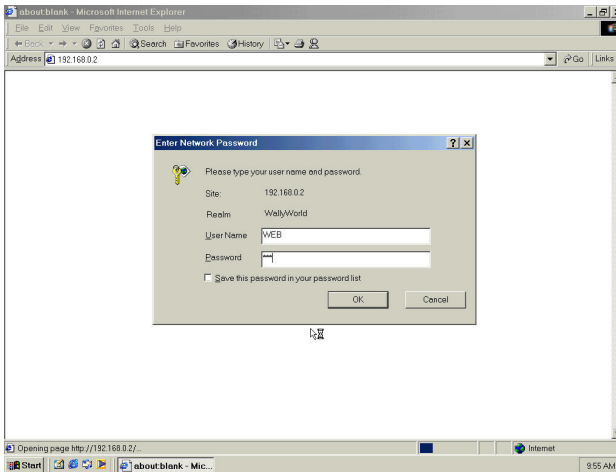 about:blank - Microsoft Internet Explorer
File Edit View Favorites Tools Help
Back Search Favorites History
Address 192.168.0.2 Go Links
Enter Network Password
Please type your user name and password.
Site: 192.168.0.2
Realm WallyWorld
User Name WEB
Password ***
Save this password in your password list
OK Cancel
Opening page http://192.168.0.2/... Internet
Start about:blank - Mic... 9:55 AM